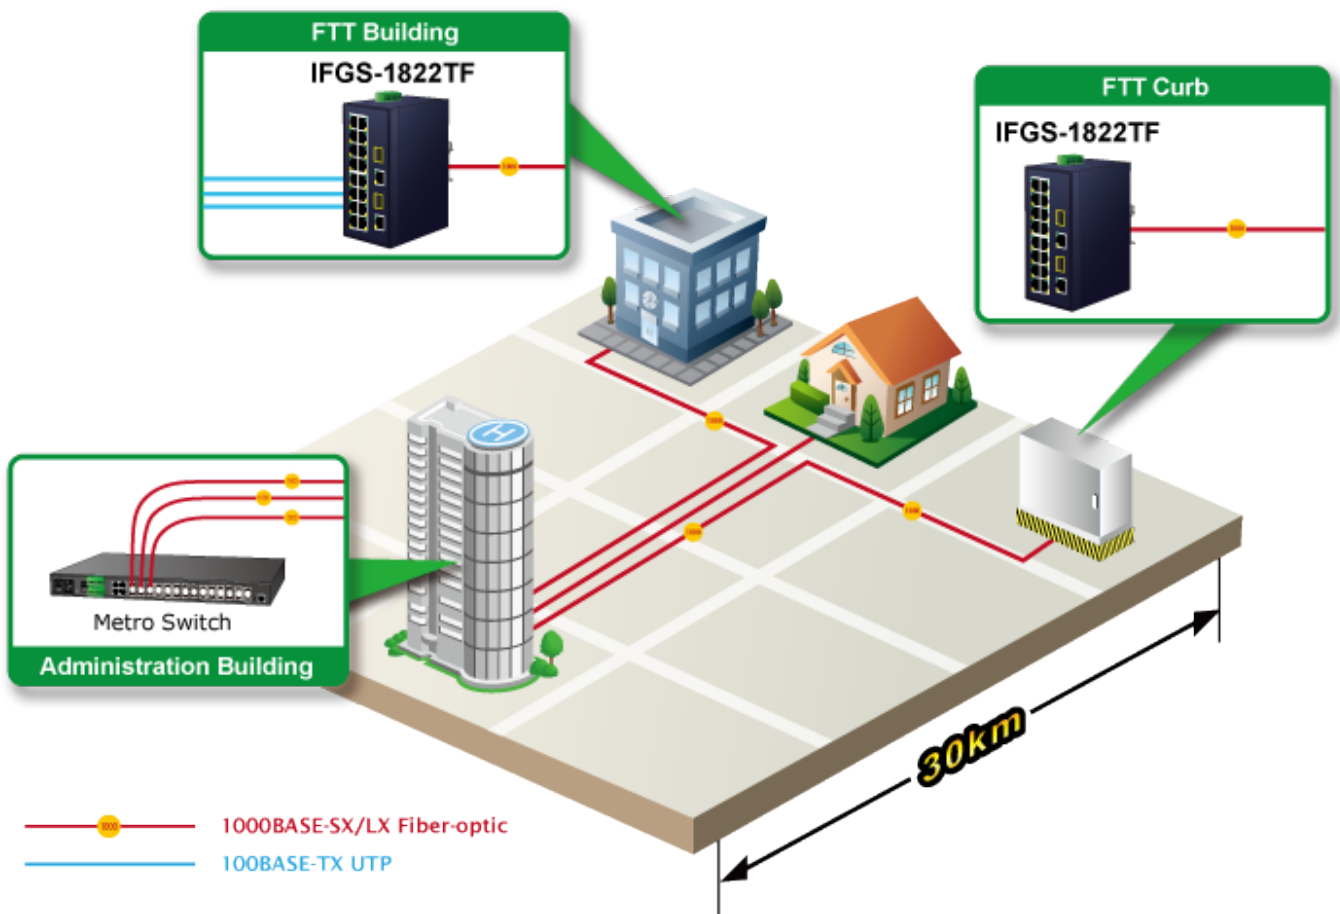 FTT Building
IFGS-1822TF
FTT Curb
IFGS-1822TF
Metro Switch
Administration Building
30km
1000
1000BASE-SX/LX Fiber-optic
100BASE-TX UTP